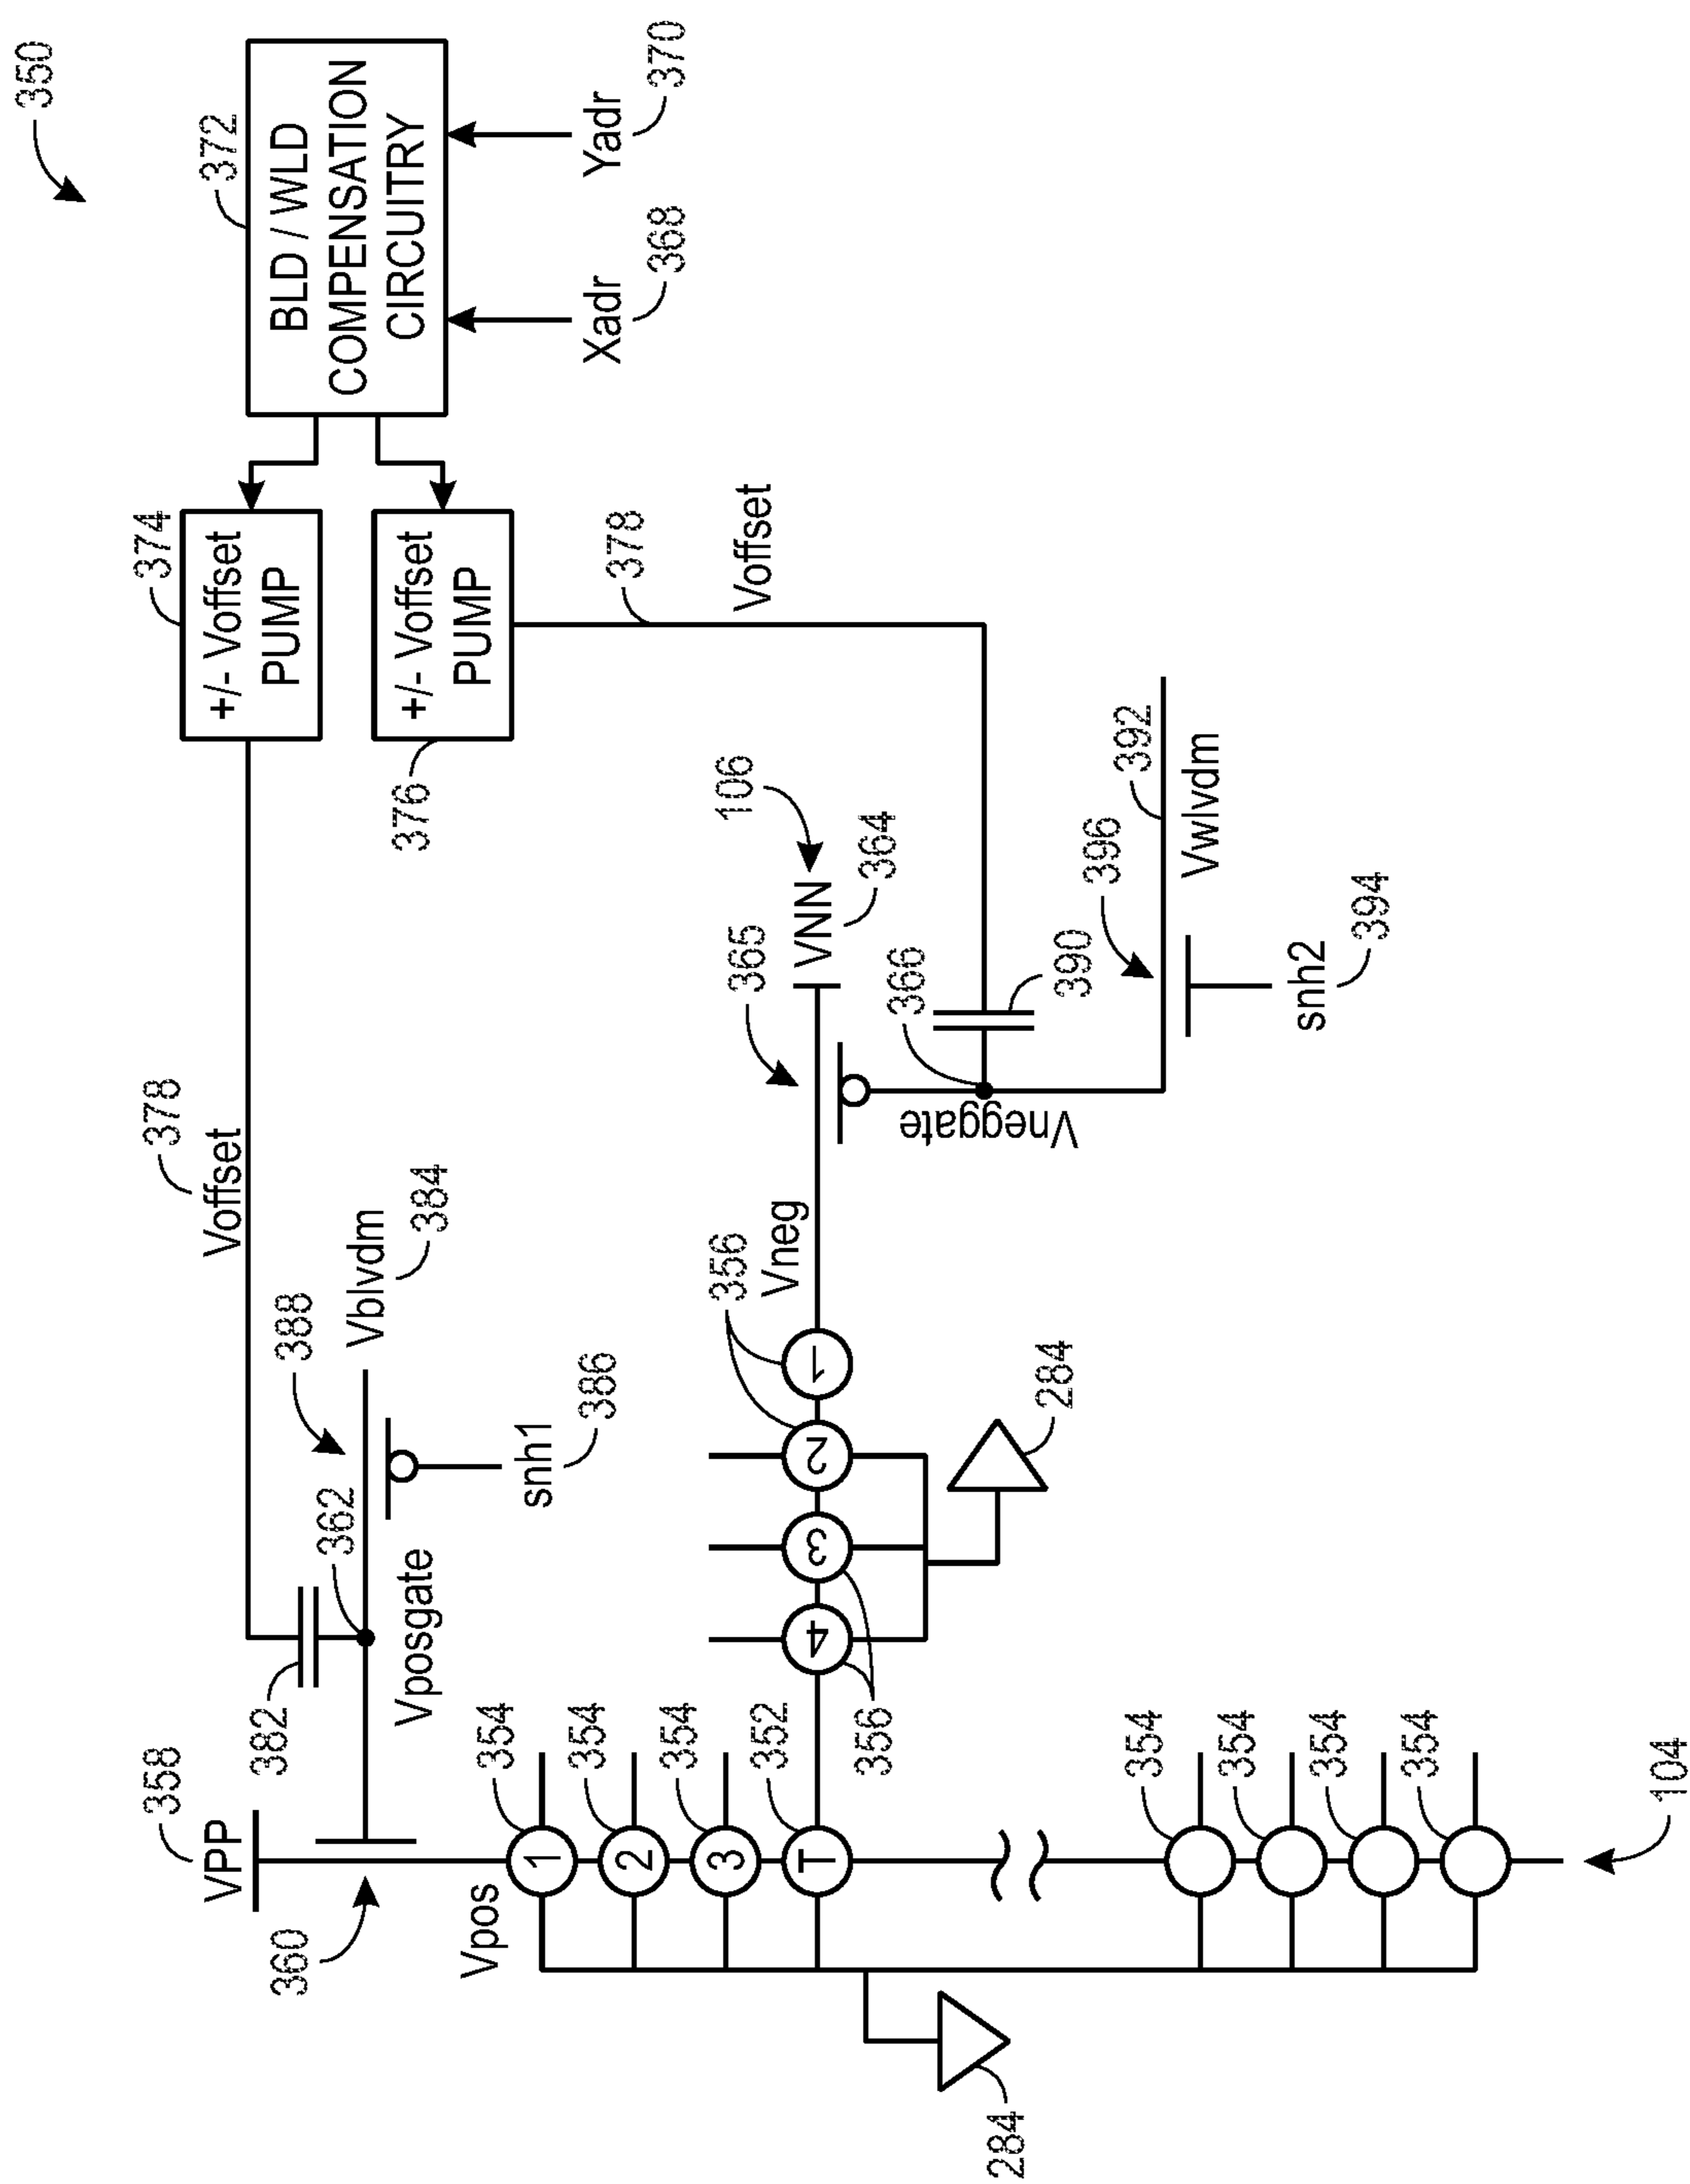 350
358
378
374
372
VPP
Voffset
+/- Voffset
PUMP
BLD / WLD
COMPENSATION
CIRCUITRY
360
382
362
388
Vblvdm
384
376
+/- Voffset
PUMP
Vposgate
Vpos
354
1
snh1
386
Xadr
368
Yadr
370
354
2
354
3
356
365
106
378
Voffset
352
T
4
3
2
1
Vneg
VNN
364
356
366
Vneggate
284
284
390
396
392
354
Vwlvdm
354
354
354
snh2
394
104